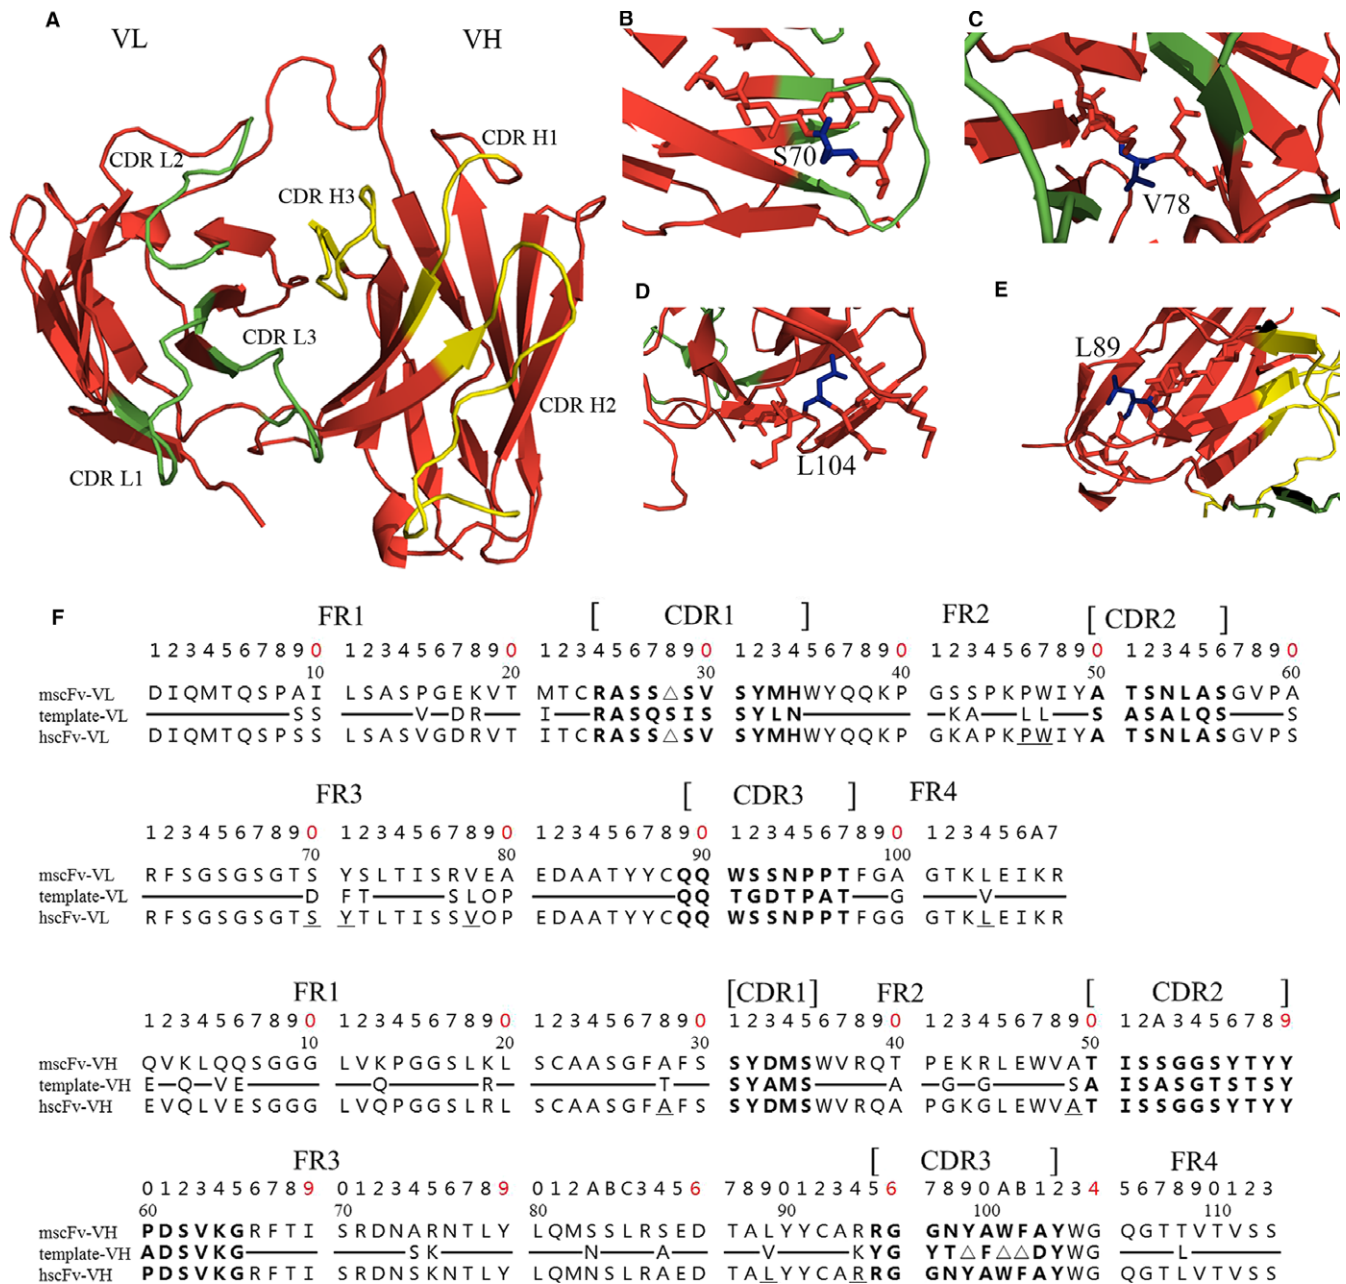 A
VL
VH
CDR L2
CDR H1
CDR H3
CDR L3
CDR H2
CDR L1
B
S70
C
V78
D
L104
E
L89
F
FR1 [ CDR1 ] FR2 [ CDR2 ]
1 2 3 4 5 6 7 8 9 0 1 2 3 4 5 6 7 8 9 0 1 2 3 4 5 6 7 8 9 0 1 2 3 4 5 6 7 8 9 0 1 2 3 4 5 6 7 8 9 0 1 2 3 4 5 6 7 8 9 0
10 20 30 40 50 60
mscFv-VL DIQMTQSPAI LSASPGEKVT MTCRASS△SV SYMHWYQQKP GSSPKPWIYA TSNLASGVPA
template-VL SS V DR I RASQSIS SYLN KA LL S ASALQS S
hscFv-VL DIQMTQSPSS LSASVGDRVT ITCRASS△SV SYMHWYQQKP GKAPKPWIYA TSNLASGVPS
FR3 [ CDR3 ] FR4
1 2 3 4 5 6 7 8 9 0 1 2 3 4 5 6 7 8 9 0 1 2 3 4 5 6 7 8 9 0 1 2 3 4 5 6 7 8 9 0 1 2 3 4 5 6A7
70 80 90 100
mscFv-VL RFSGSGSGTS YSLTISRVEA EDAATYYCQQ WSSNPPTFGA GTKLEIKR
template-VL D FT SLOP QQ TGDTPAT G V
hscFv-VL RFSGSGSGTS YTLTISSVOP EDAATYYCQQ WSSNPPTFGG GTKLEIKR
FR1 [CDR1] FR2 [ CDR2 ]
1 2 3 4 5 6 7 8 9 0 1 2 3 4 5 6 7 8 9 0 1 2 3 4 5 6 7 8 9 0 1 2 3 4 5 6 7 8 9 0 1 2 3 4 5 6 7 8 9 0 1 2 A 3 4 5 6 7 8 9
10 20 30 40 50
mscFv-VH QVKLQQSGGG LVKPGGSLKL SCAASGFAFS SYDMSWVRQT PEKRLEWVAT ISSGGSYTYY
template-VH E Q VE Q R T SYAMS A G G SA ISASGTSTSY
hscFv-VH EVQLVESGGG LVQPGGSLRL SCAASGFAFS SYDMSWVRQA PGKGLEWVAT ISSGGSYTYY
FR3 [ CDR3 ] FR4
0 1 2 3 4 5 6 7 8 9 0 1 2 3 4 5 6 7 8 9 0 1 2 A B C 3 4 5 6 7 8 9 0 1 2 3 4 5 6 7 8 9 0 A B 1 2 3 4 5 6 7 8 9 0 1 2 3
60 70 80 90 100 110
mscFv-VH PDSVKGRFTI SRDNARNTLY LQMSSLRSED TALYYCARRG GNYAWFAYWG QGTTVTVSS
template-VH ADSVKG SK N A V KYG YT△F△△DYWG L
hscFv-VH PDSVKGRFTI SRDNSKNTLY LQMNSLRAED TALYYCARRG GNYAWFAYWG QGTLVTVSS